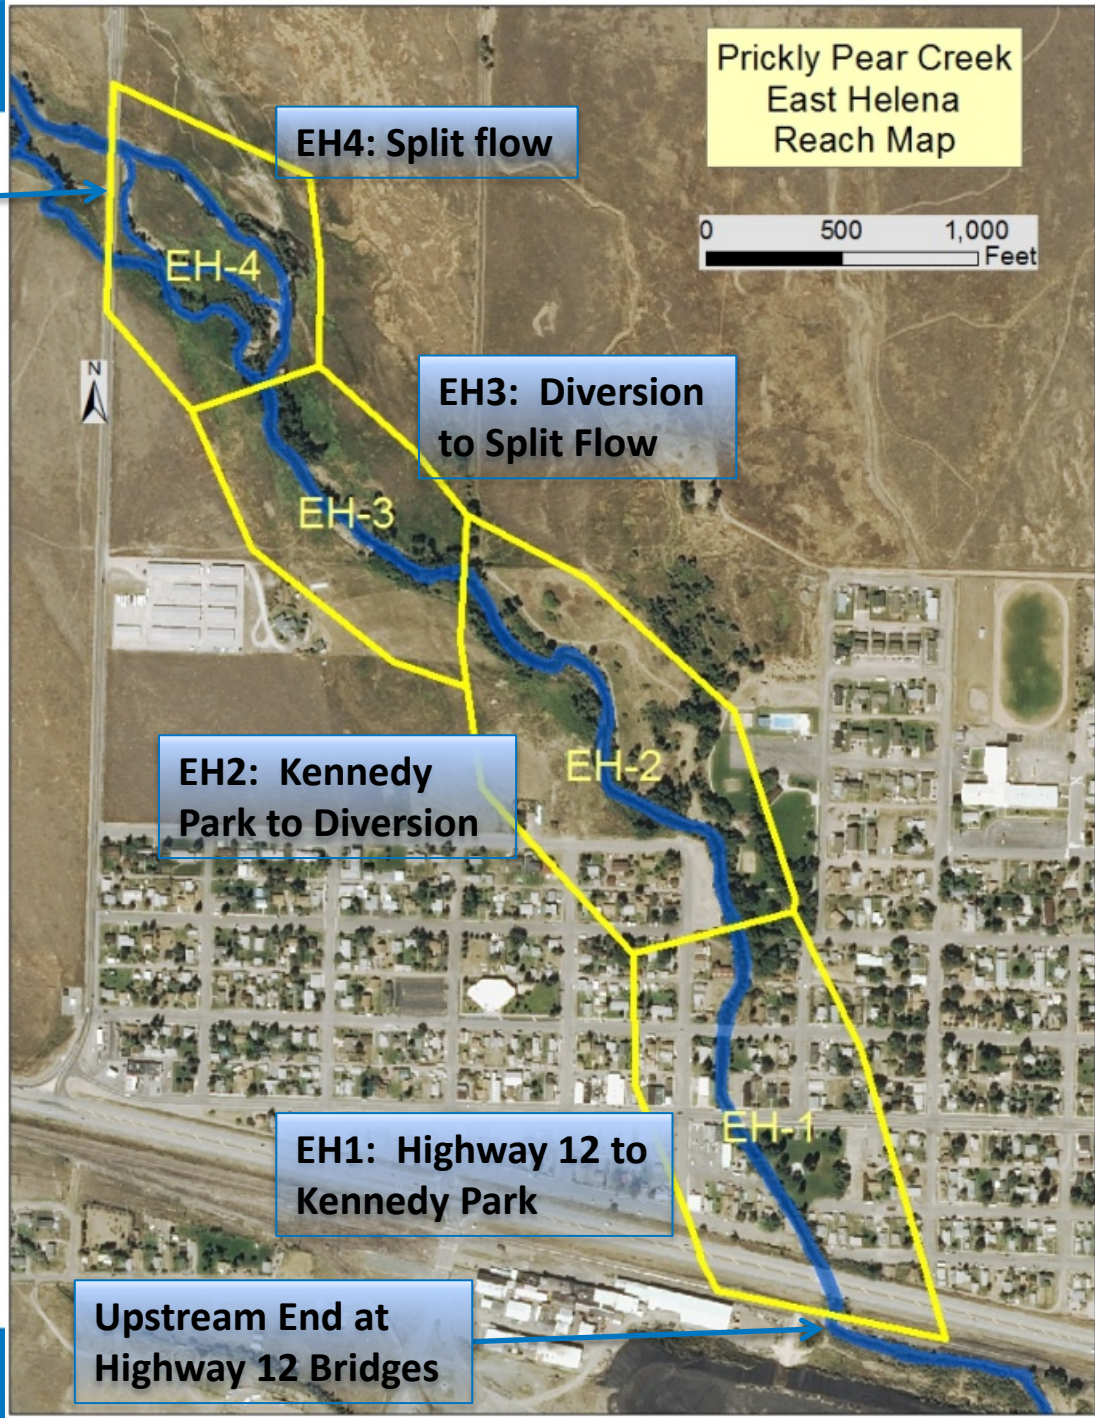 Prickly Pear Creek
East Helena
Reach Map
0 500 1,000
Feet
EH4: Split flow
EH-4
N
EH3: Diversion
to Split Flow
EH-3
EH2: Kennedy
Park to Diversion
EH-2
EH1: Highway 12 to
Kennedy Park
EH-1
Upstream End at
Highway 12 Bridges